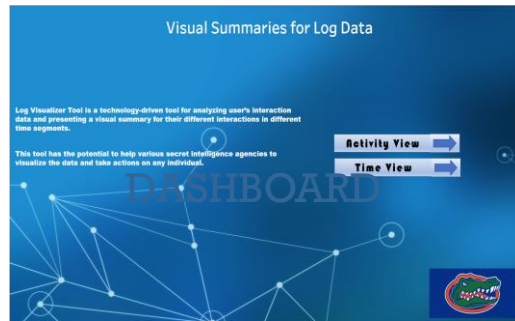 Visual Summaries for Log Data
Log Visualizer Tool is a technology-driven tool for analyzing user's interaction
data and presenting a visual summary for their different interactions in different
time segments.
This tool has the potential to help various secret intelligence agencies to
visualize the data and take actions on any individual.
Activity View
Time View
DASHBOARD